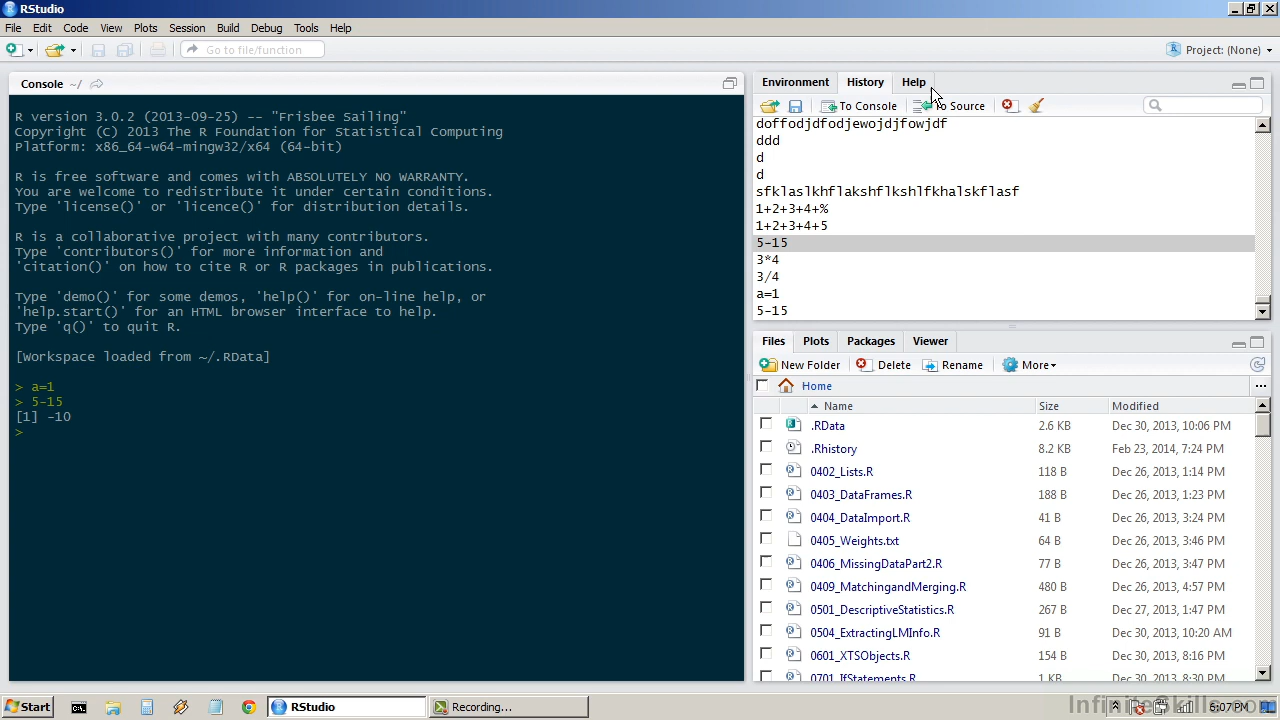 RStudio
File Edit Code View Plots Session Build Debug Tools Help
Go to file/function
Project: (None)
Console ~/
R version 3.0.2 (2013-09-25) -- "Frisbee Sailing"
Copyright (C) 2013 The R Foundation for Statistical Computing
Platform: x86_64-w64-mingw32/x64 (64-bit)
R is free software and comes with ABSOLUTELY NO WARRANTY.
You are welcome to redistribute it under certain conditions.
Type 'license()' or 'licence()' for distribution details.
R is a collaborative project with many contributors.
Type 'contributors()' for more information and
'citation()' on how to cite R or R packages in publications.
Type 'demo()' for some demos, 'help()' for on-line help, or
'help.start()' for an HTML browser interface to help.
Type 'q()' to quit R.
[Workspace loaded from ~/.RData]
> a=1
> 5-15
[1] -10
>
Environment History Help
To Console To Source
doffodjdfodjewojdjfowjdf
ddd
d
d
sfklaslkhflakshflkshlfkhalskflasf
1+2+3+4+%
1+2+3+4+5
5-15
3*4
3/4
a=1
5-15
Files Plots Packages Viewer
New Folder Delete Rename More
Home ...
Name Size Modified
.RData 2.6 KB Dec 30, 2013, 10:06 PM
.Rhistory 8.2 KB Feb 23, 2014, 7:24 PM
0402_Lists.R 118 B Dec 26, 2013, 1:14 PM
0403_DataFrames.R 188 B Dec 26, 2013, 1:23 PM
0404_DataImport.R 41 B Dec 26, 2013, 3:24 PM
0405_Weights.txt 64 B Dec 26, 2013, 3:46 PM
0406_MissingDataPart2.R 77 B Dec 26, 2013, 3:47 PM
0409_MatchingandMerging.R 480 B Dec 26, 2013, 4:57 PM
0501_DescriptiveStatistics.R 267 B Dec 27, 2013, 1:47 PM
0504_ExtractingLMInfo.R 91 B Dec 30, 2013, 10:20 AM
0601_XTSObjects.R 154 B Dec 30, 2013, 8:16 PM
0701_IfStatements.R 1 KB Dec 30, 2013, 8:30 PM
Start RStudio Recording... 6:07 PM